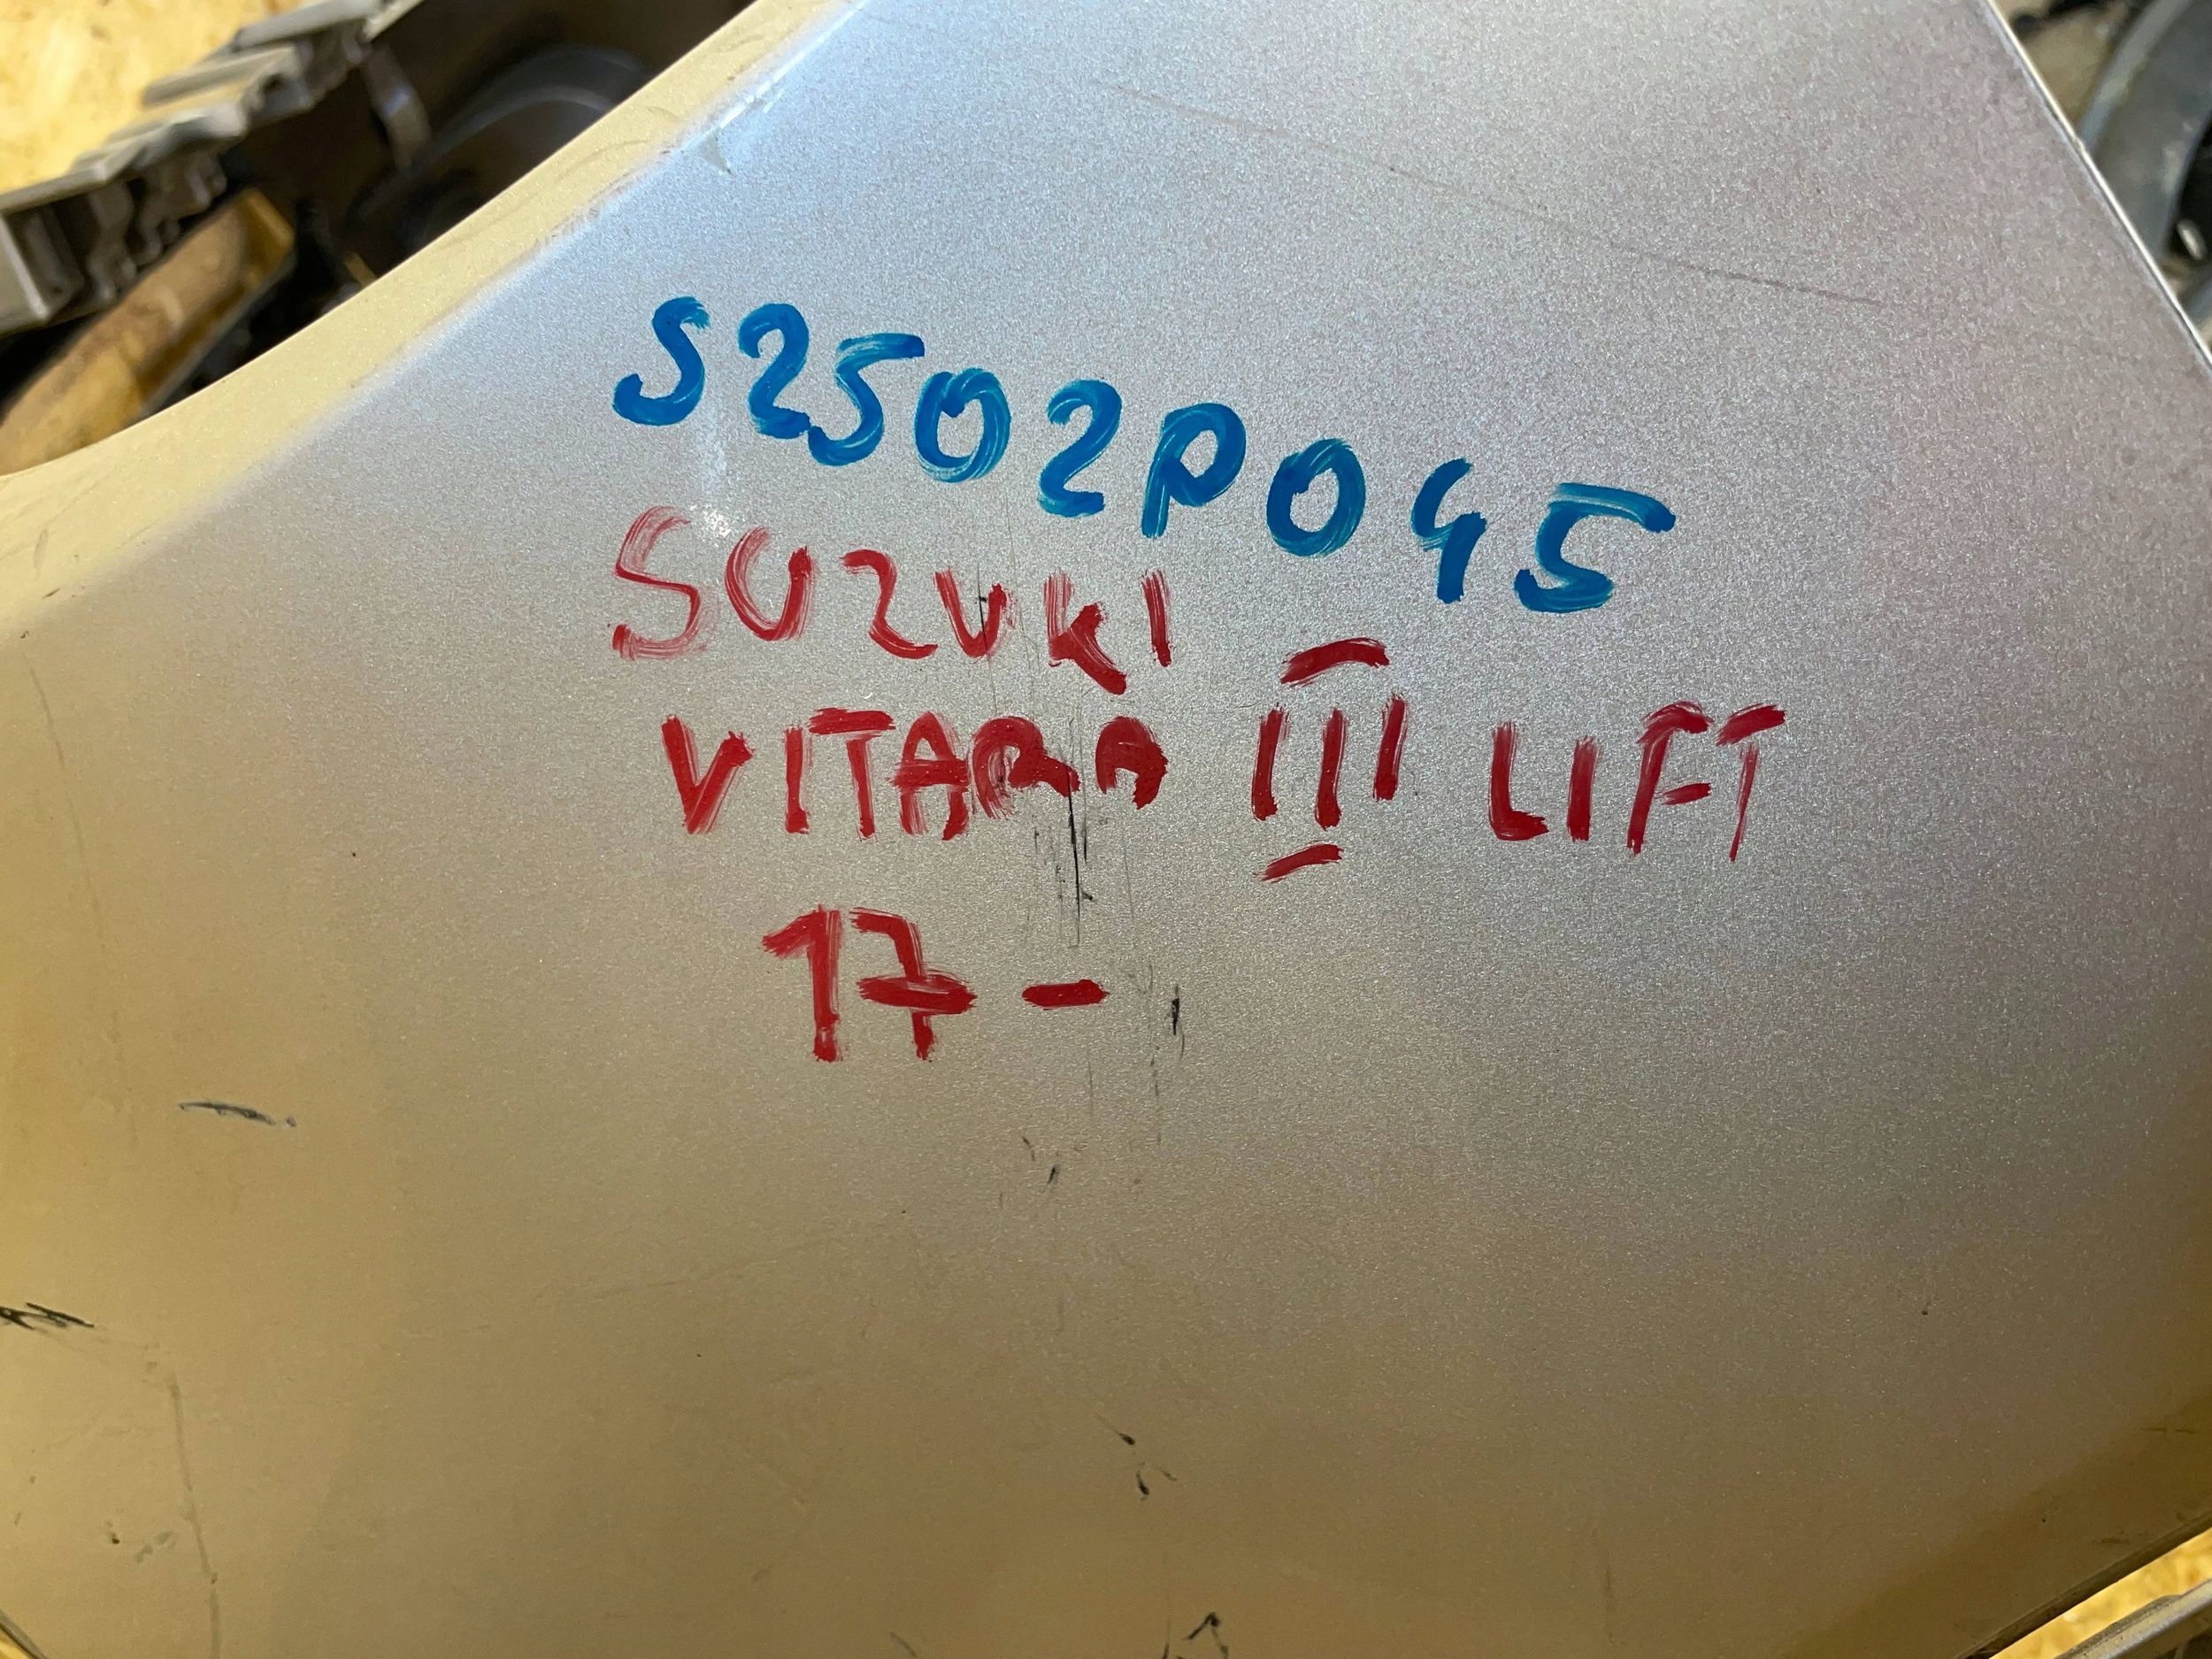 S2502P045
SUZUKI
VITARA III LIFT
17-